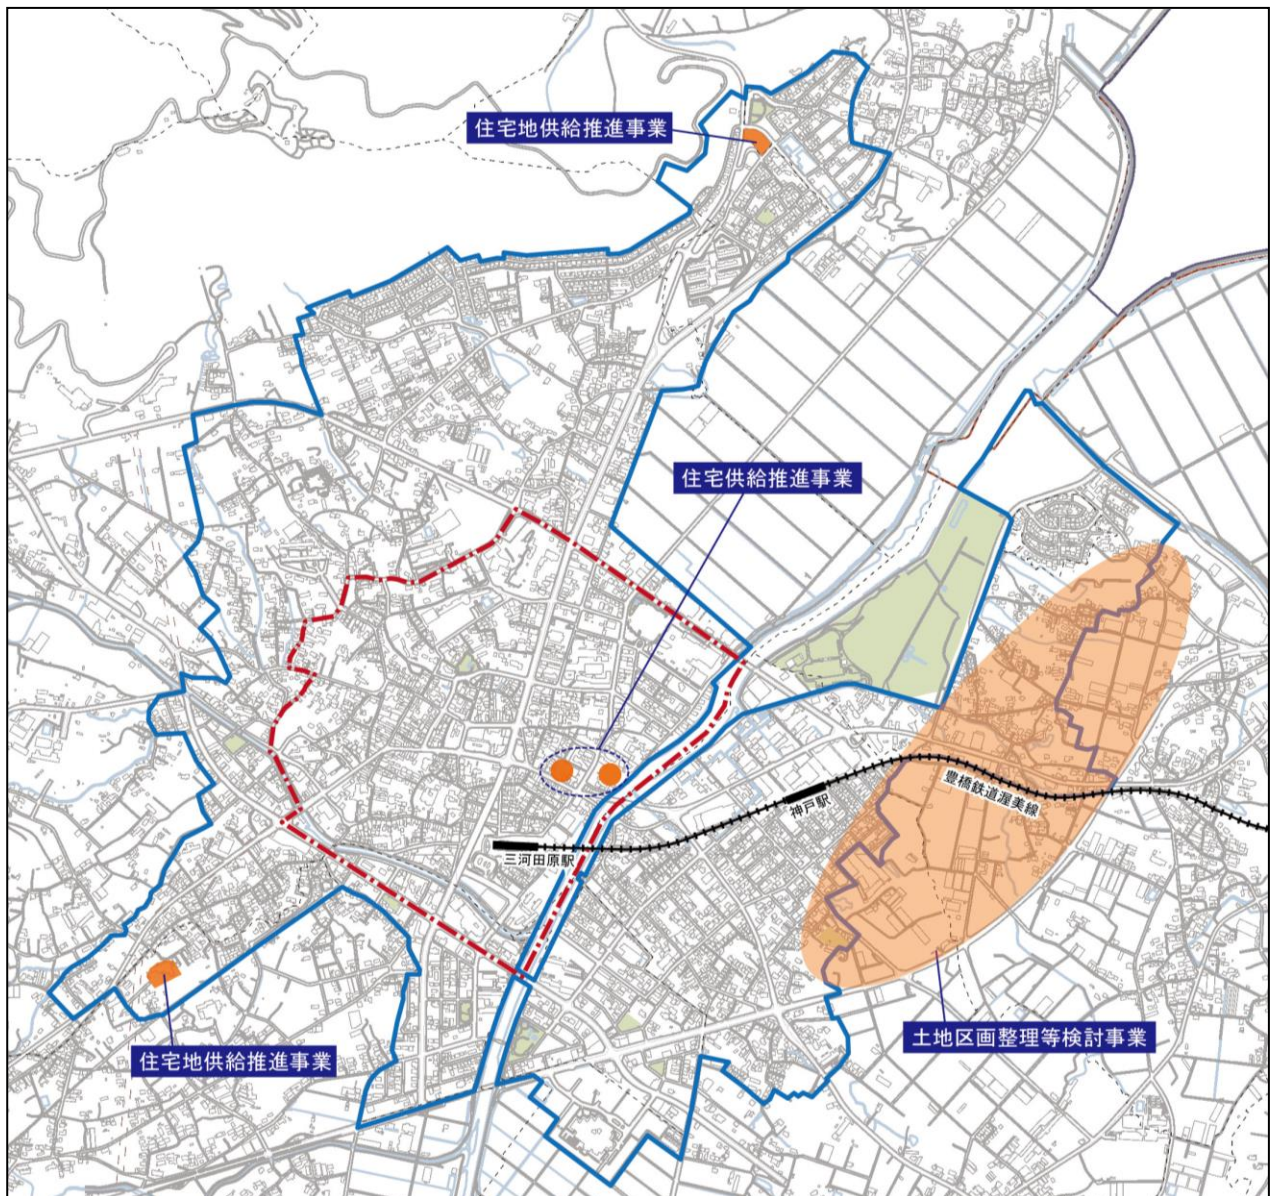 住宅地供給推進事業
住宅供給推進事業
豊橋鉄道渥美線
神戸駅
三河田原駅
土地区画整理等検討事業
住宅地供給推進事業